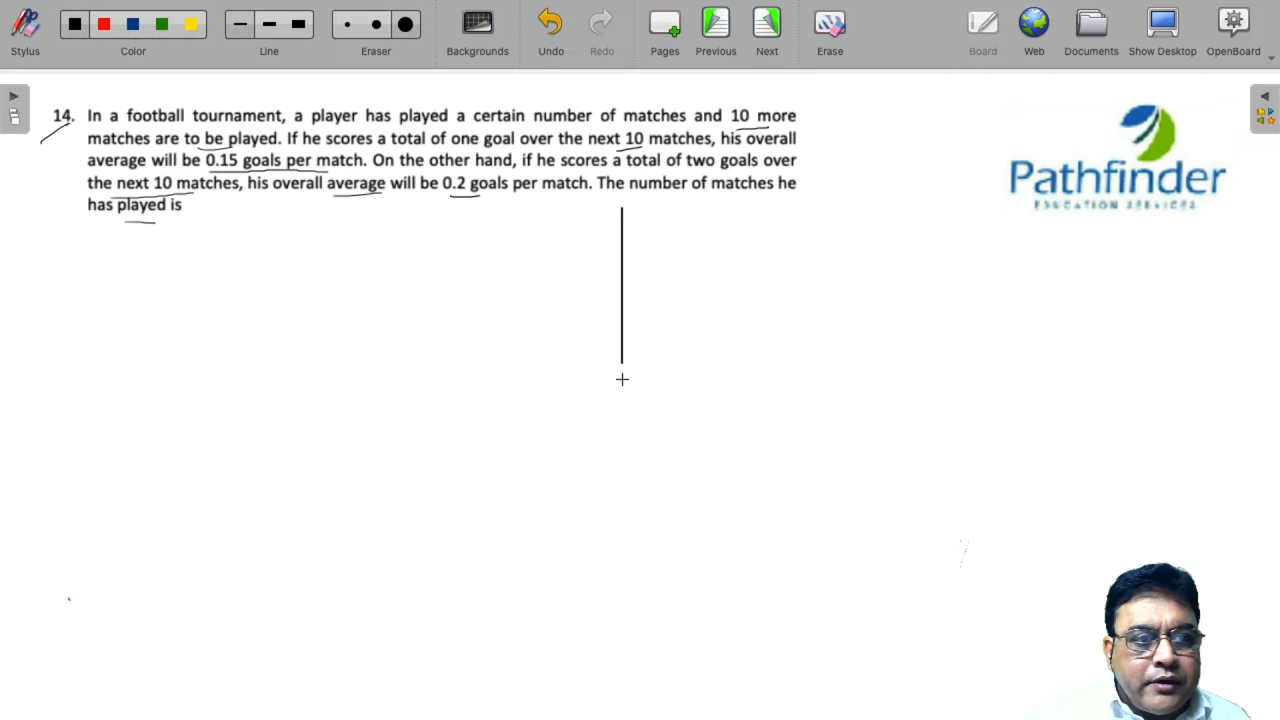 Stylus Color Line Eraser Backgrounds Undo Redo Pages Previous Next Erase Board Web Documents Show Desktop OpenBoard
14. In a football tournament, a player has played a certain number of matches and 10 more
matches are to be played. If he scores a total of one goal over the next 10 matches, his overall
average will be 0.15 goals per match. On the other hand, if he scores a total of two goals over
the next 10 matches, his overall average will be 0.2 goals per match. The number of matches he
has played is
Pathfinder
EDUCATION SERVICES